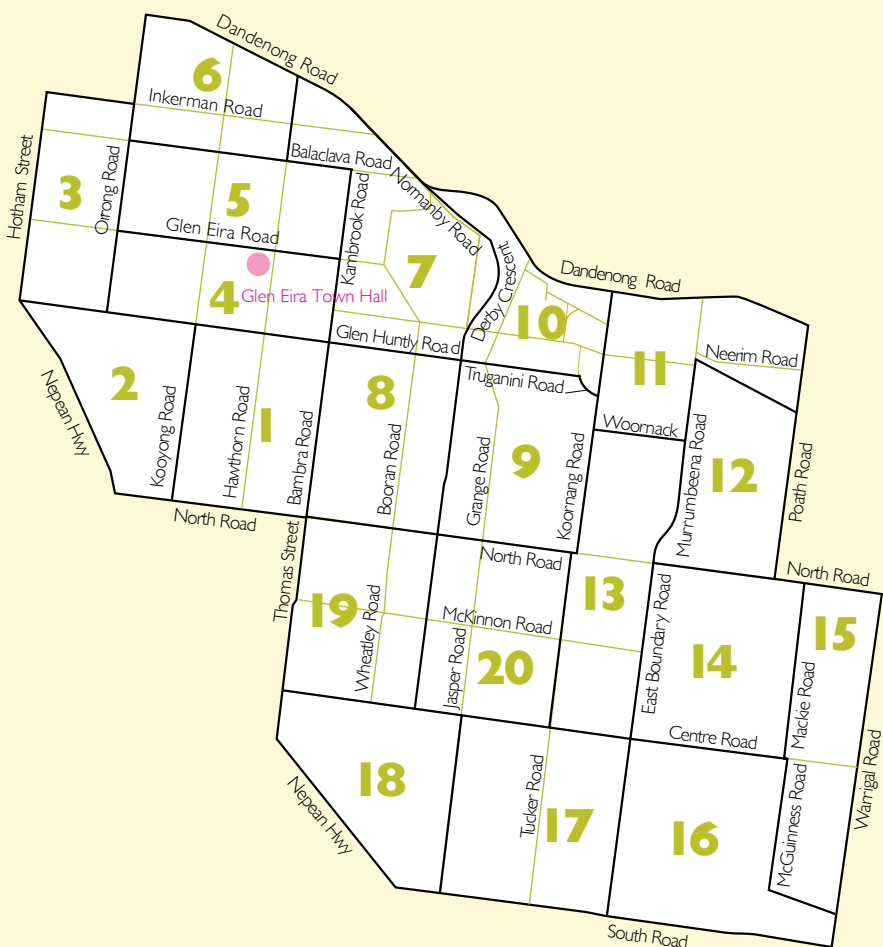 Dandenong Road
6
Inkerman Road
Balaclava Road
Hotham Street
3
Orrong Road
5
Glen Eira Road
Kambrook Road
Normanby Road
7
4
Glen Eira Town Hall
Derby Crescent
Dandenong Road
10
Glen Huntly Road
11
Neerim Road
Truganini Road
2
Nepean Hwy
Kooyong Road
Hawthorn Road
1
Bambra Road
8
Booran Road
Grange Road
9
Koornang Road
Woornack
Murrumbeena Road
12
Poath Road
North Road
North Road
North Road
Thomas Street
19
Wheatley Road
McKinnon Road
Jasper Road
20
13
East Boundary Road
14
Mackie Road
15
Centre Road
Warrigal Road
18
Nepean Hwy
Tucker Road
17
16
McGuinness Road
South Road